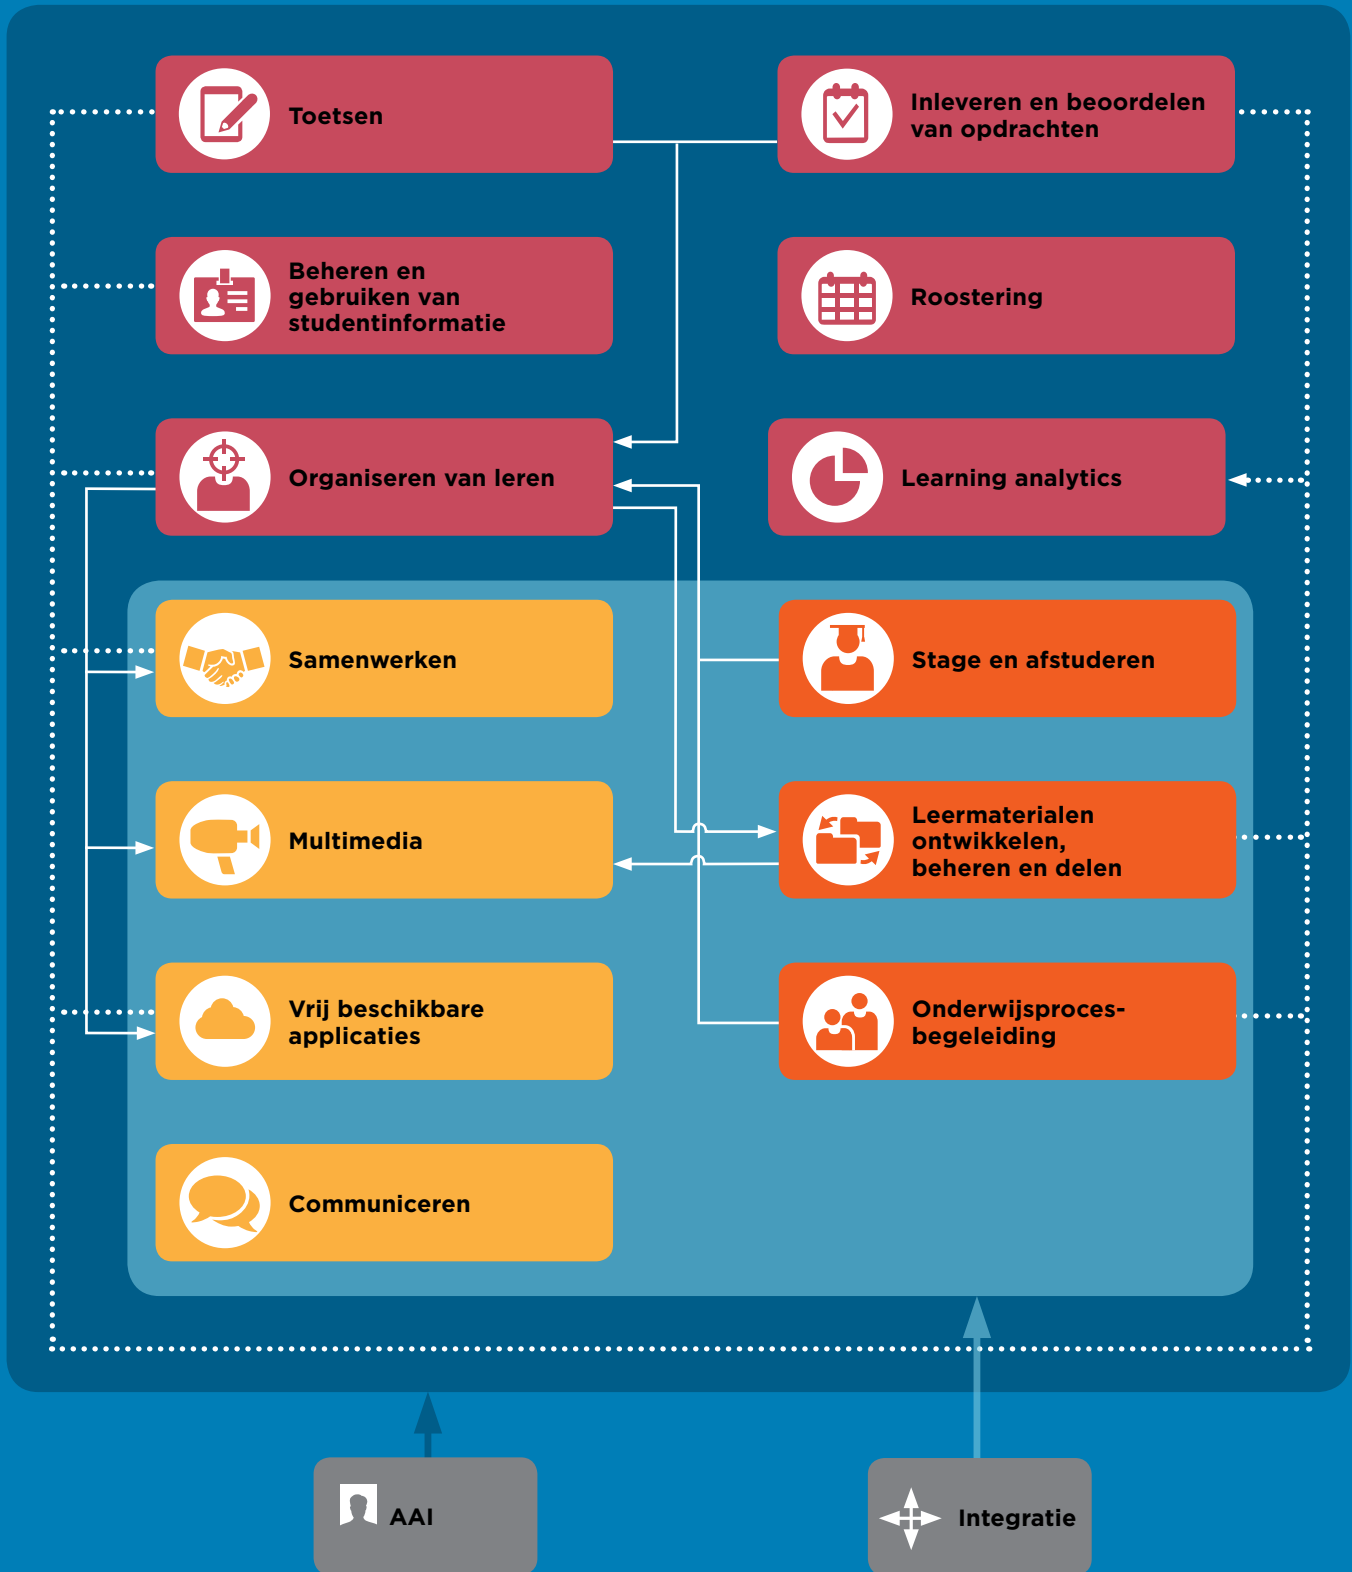 Toetsen
Inleveren en beoordelen
van opdrachten
Beheren en
gebruiken van
studentinformatie
Roostering
Organiseren van leren
Learning analytics
Samenwerken
Stage en afstuderen
Multimedia
Leermaterialen
ontwikkelen,
beheren en delen
Vrij beschikbare
applicaties
Onderwijsproces-
begeleiding
Communiceren
AAI
Integratie